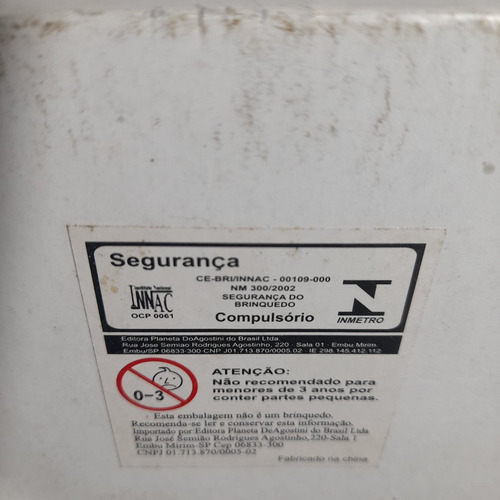 Segurança
CE-BRI/INNAC - 00109-000
NM 300/2002
SEGURANÇA DO
BRINQUEDO
Compulsório
Instituto Nacional
INNAC
OCP 0061
INMETRO
Editora Planeta DoAgostini do Brasil Ltda.
Rua Jose Semiao Rodrigues Agostinho, 220 - Sala 01 - Embu Mirim.
Embu/SP 06833-300-CNPJ 01.713.870/0005.02 - IE 298.145.412.112
0-3
ATENÇÃO:
Não recomendado para
menores de 3 anos por
conter partes pequenas.
Esta embalagem não é um brinquedo.
Recomenda-se ler e conservar esta informação.
Importado por:Editora Planeta DeAgostini do Brasil Ltda
Rua José Semião Rodrigues Agostinho,220-Sala 1
Embu Mirim-SP Cep 06833-300
CNPJ 01.713.870/0005-02
Fabricado na china